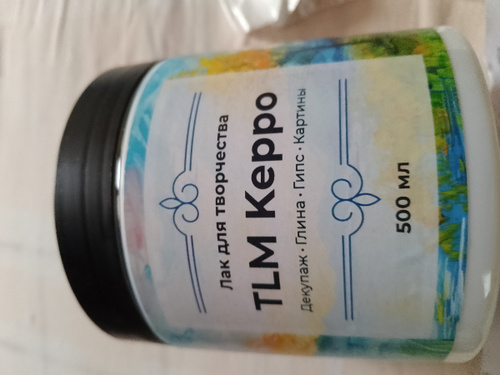 Лак для творчества
TLM Керро
Декупаж · Глина · Гипс · Картины
500 мл